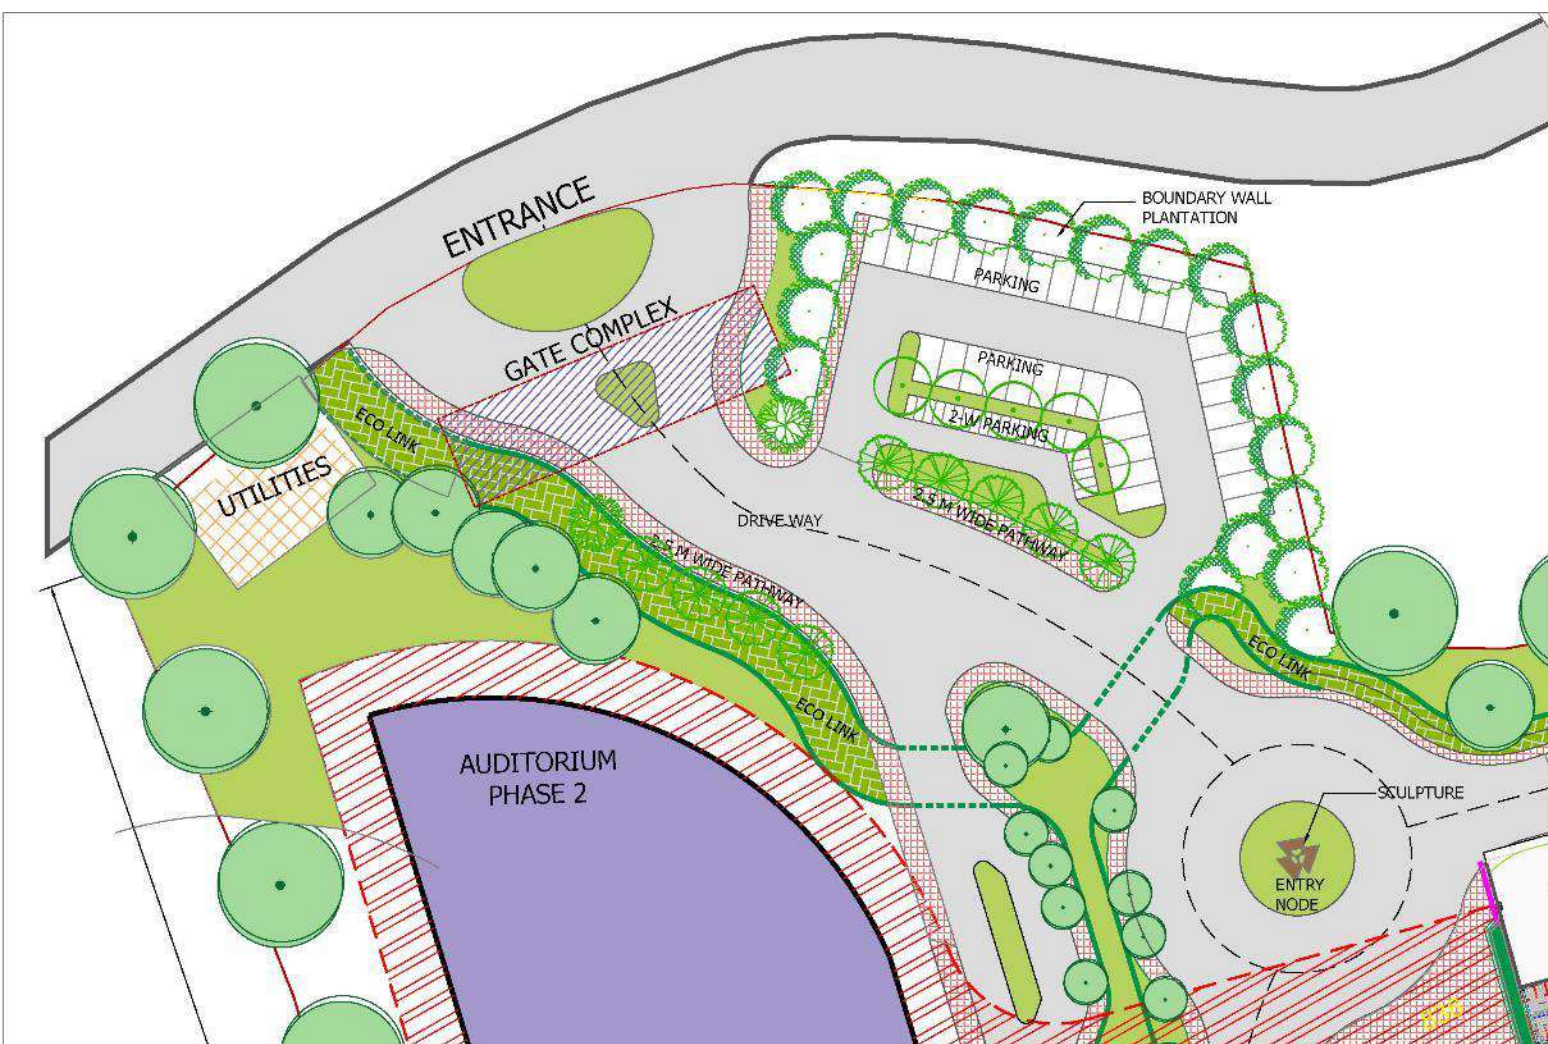 ENTRANCE
BOUNDARY WALL
PLANTATION
PARKING
GATE COMPLEX
PARKING
2-W PARKING
ECO LINK
UTILITIES
2.5 M WIDE PATHWAY
DRIVE WAY
2.5 M WIDE PATHWAY
ECO LINK
ECO LINK
AUDITORIUM
PHASE 2
SCULPTURE
ENTRY
NODE